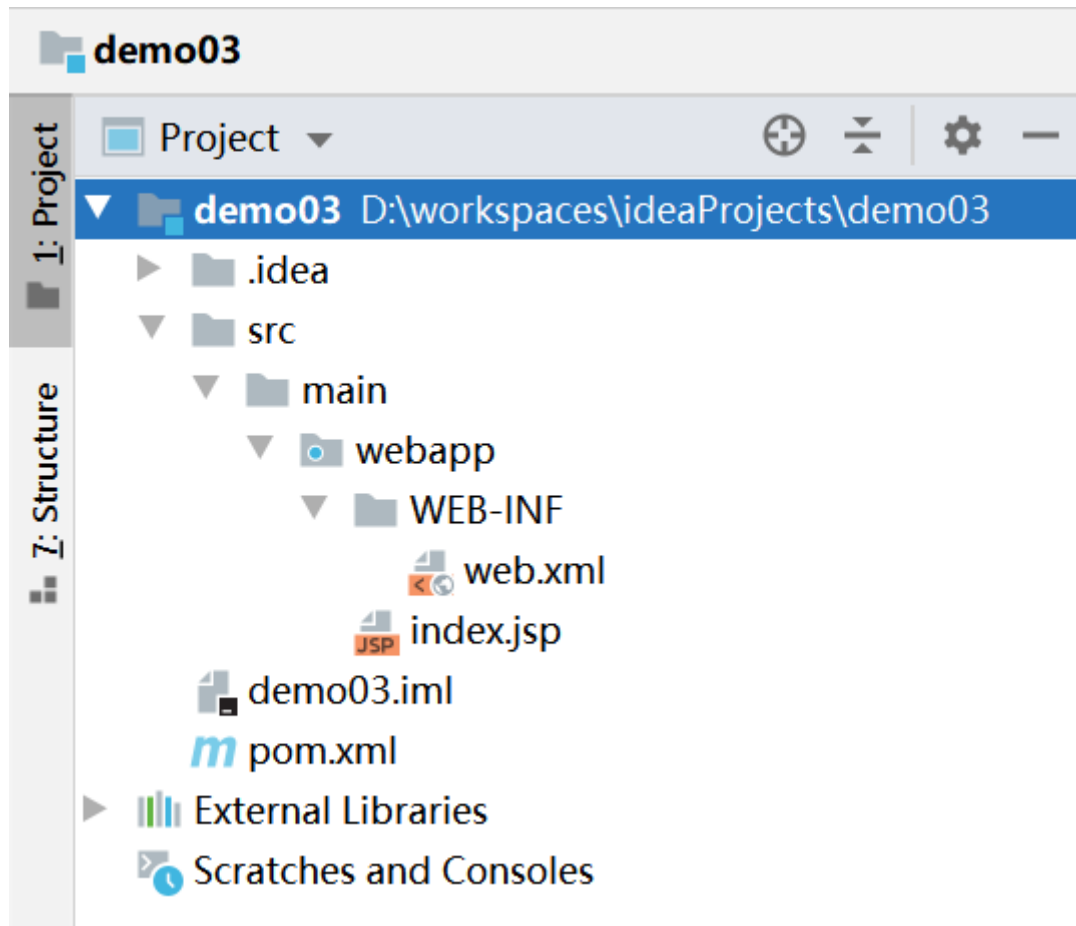 demo03
1: Project
7: Structure
Project
demo03 D:\workspaces\ideaProjects\demo03
.idea
src
main
webapp
WEB-INF
web.xml
JSP index.jsp
demo03.iml
m pom.xml
External Libraries
Scratches and Consoles